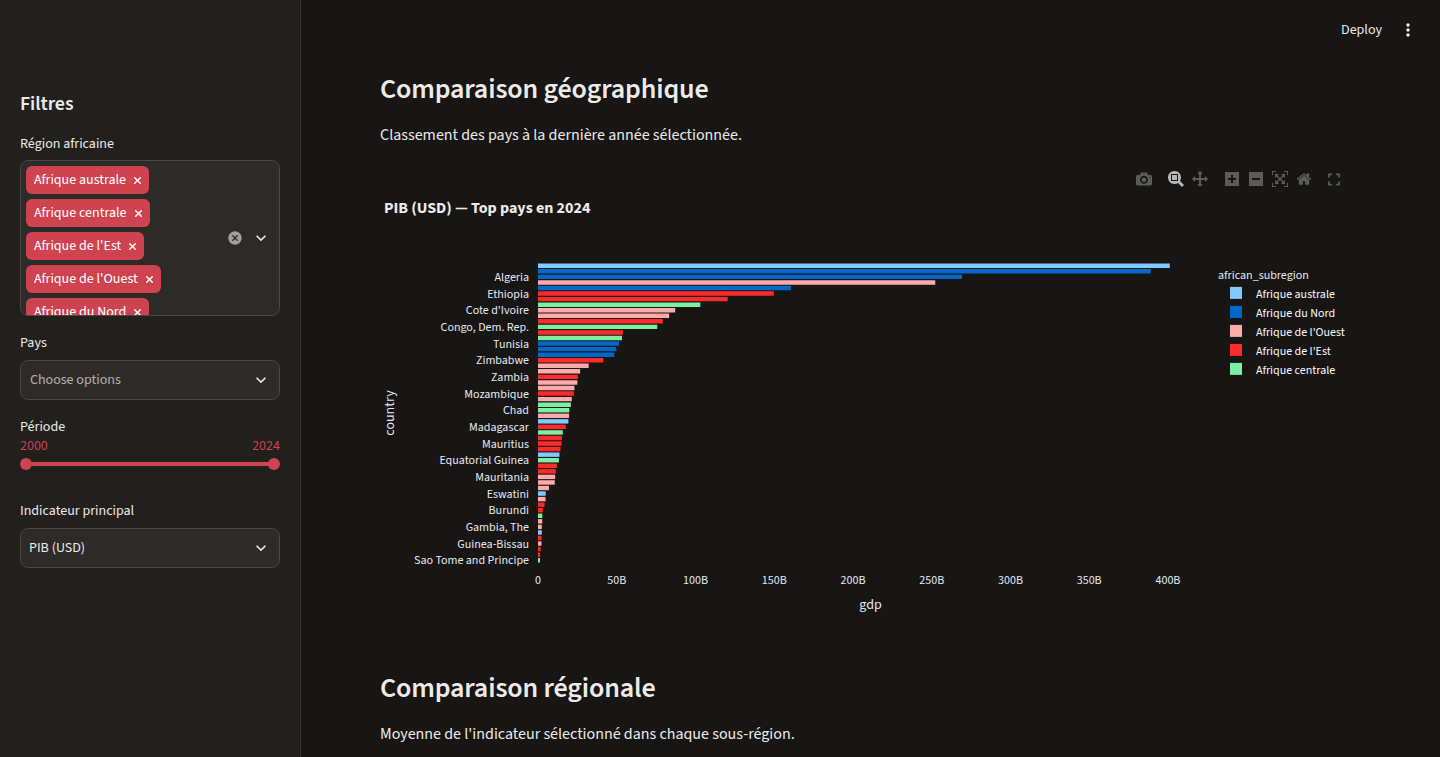 Deploy
Filtres
Région africaine
Afrique australe
Afrique centrale
Afrique de l'Est
Afrique de l'Ouest
Afrique du Nord
Pays
Choose options
Période
2000 2024
Indicateur principal
PIB (USD)
Comparaison géographique
Classement des pays à la dernière année sélectionnée.
PIB (USD) — Top pays en 2024
country
Algeria
Ethiopia
Cote d'Ivoire
Congo, Dem. Rep.
Tunisia
Zimbabwe
Zambia
Mozambique
Chad
Madagascar
Mauritius
Equatorial Guinea
Mauritania
Eswatini
Burundi
Gambia, The
Guinea-Bissau
Sao Tome and Principe
0 50B 100B 150B 200B 250B 300B 350B 400B
gdp
african_subregion
Afrique australe
Afrique du Nord
Afrique de l'Ouest
Afrique de l'Est
Afrique centrale
Comparaison régionale
Moyenne de l'indicateur sélectionné dans chaque sous-région.